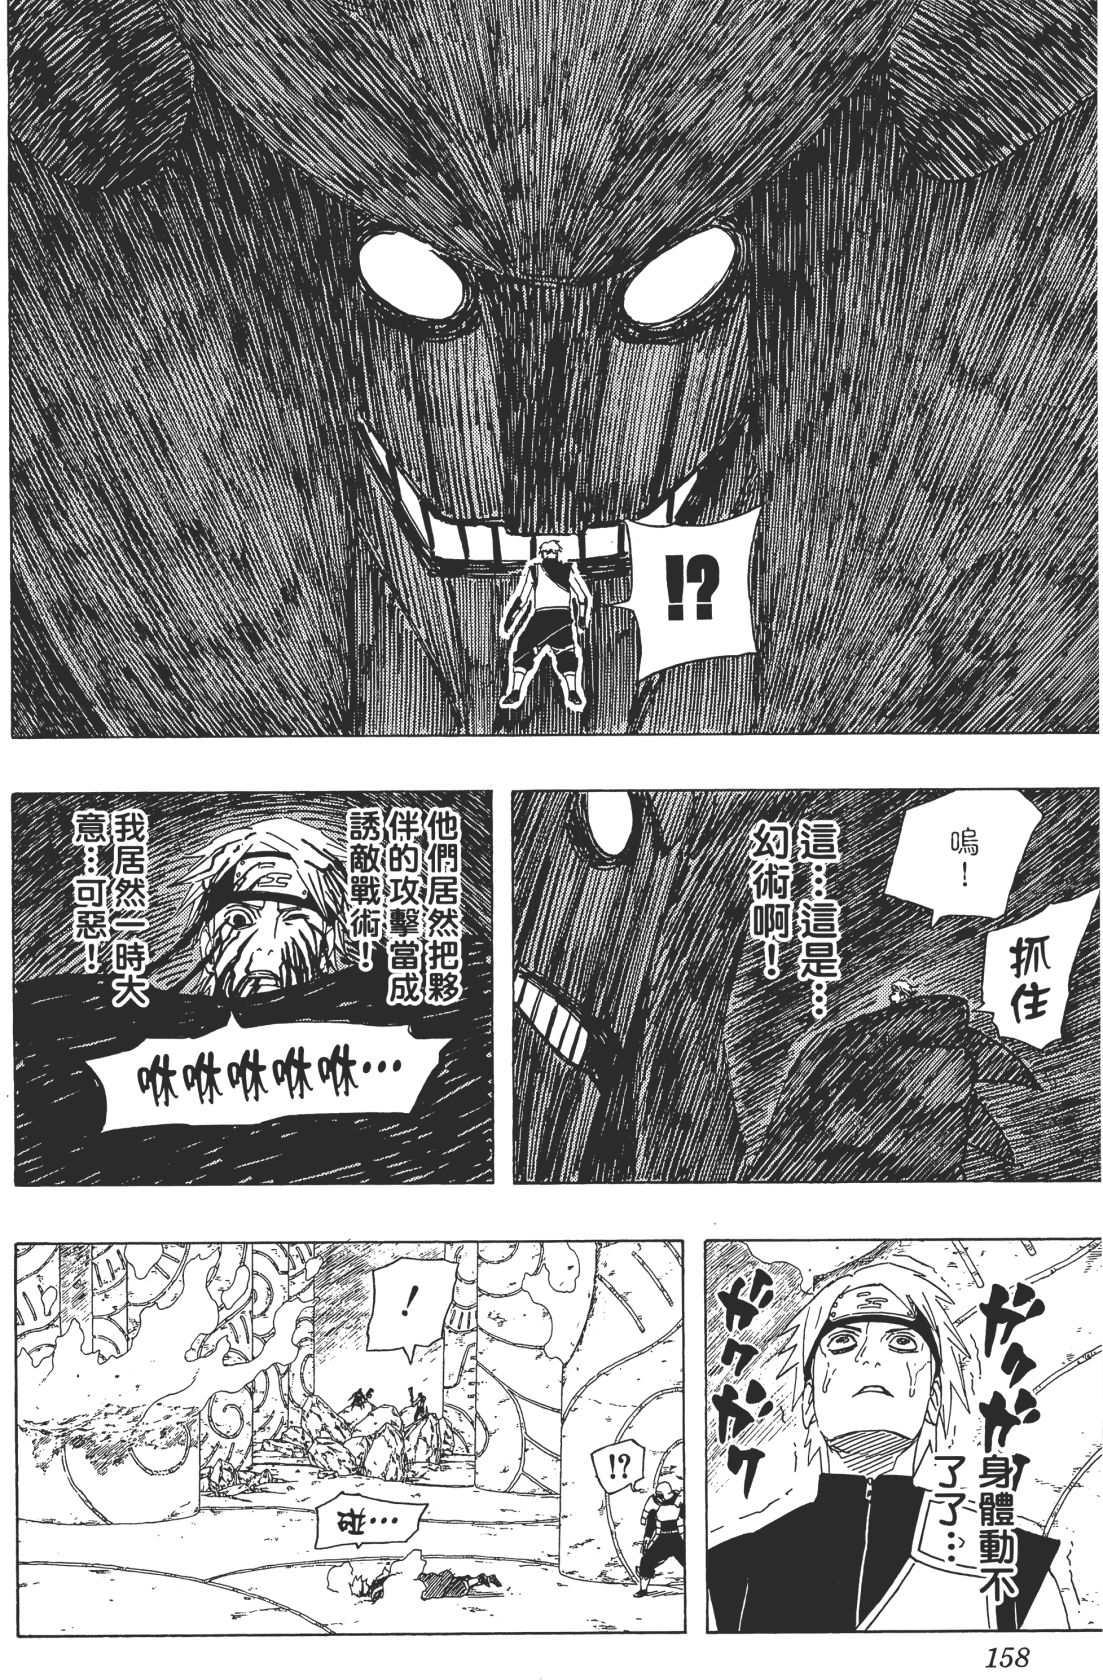 !?
嗚！
抓住
這…這是…
幻術啊！
他們居然把夥
伴的攻擊當成
誘敵戰術！
我居然一時大
意…可惡！
咻咻咻咻咻…
身體動不
了了…
ガクガク
ガクガク
！
!?
158